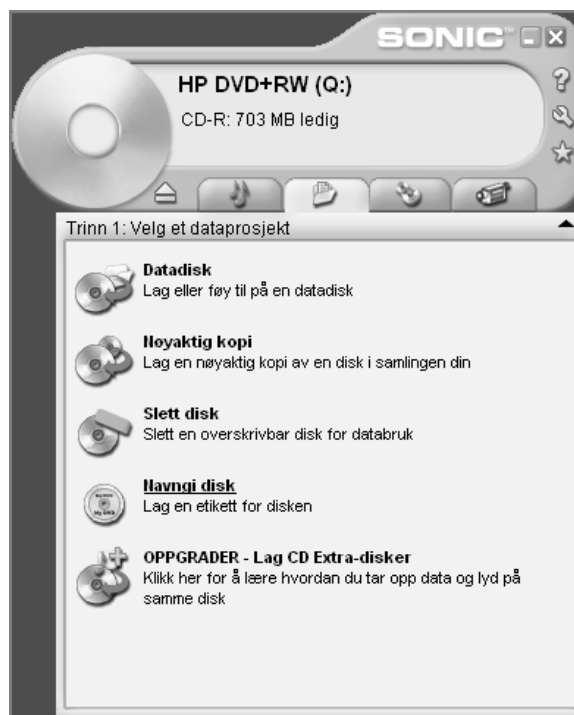 SONIC™
HP DVD+RW (Q:)
CD-R: 703 MB ledig
Trinn 1: Velg et dataprosjekt
Datadisk
Lag eller føy til på en datadisk
Nøyaktig kopi
Lag en nøyaktig kopi av en disk i samlingen din
Slett disk
Slett en overskrivbar disk for databruk
Navngi disk
Lag en etikett for disken
OPPGRADER - Lag CD Extra-disker
Klikk her for å lære hvordan du tar opp data og lyd på
samme disk